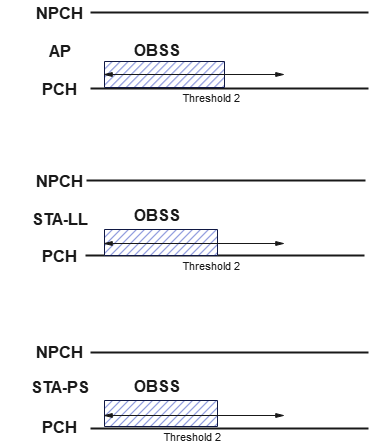 NPCH
AP OBSS
PCH
Threshold 2
NPCH
STA-LL OBSS
PCH
Threshold 2
NPCH
STA-PS OBSS
PCH
Threshold 2